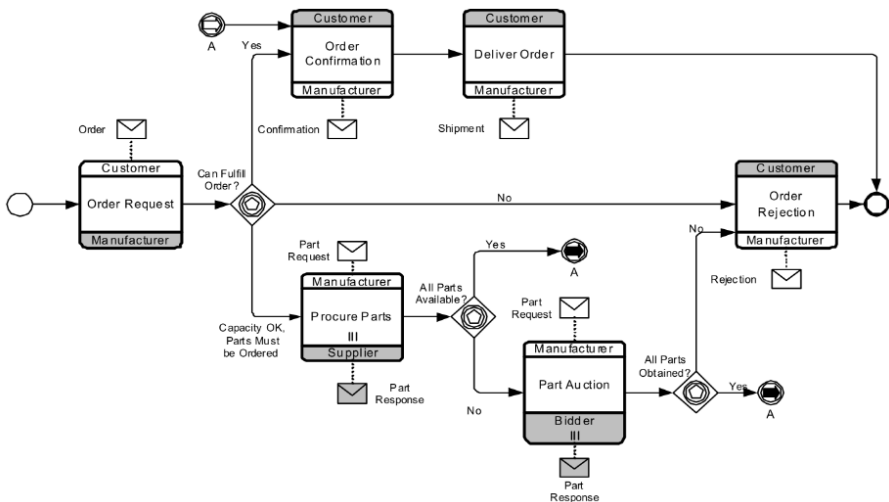 Customer
A
Yes
Order
Confirmation
Manufacturer
Confirmation
Customer
Deliver Order
Manufacturer
Shipment
Order
Customer
Order Request
Manufacturer
Can Fulfill
Order?
No
Customer
Order
Rejection
Manufacturer
Rejection
Capacity OK,
Parts Must
be Ordered
Part
Request
Manufacturer
Procure Parts
Supplier
Part
Response
All Parts
Available?
Yes
A
No
Part
Request
Manufacturer
Part Auction
Bidder
Part
Response
All Parts
Obtained?
No
Yes
A